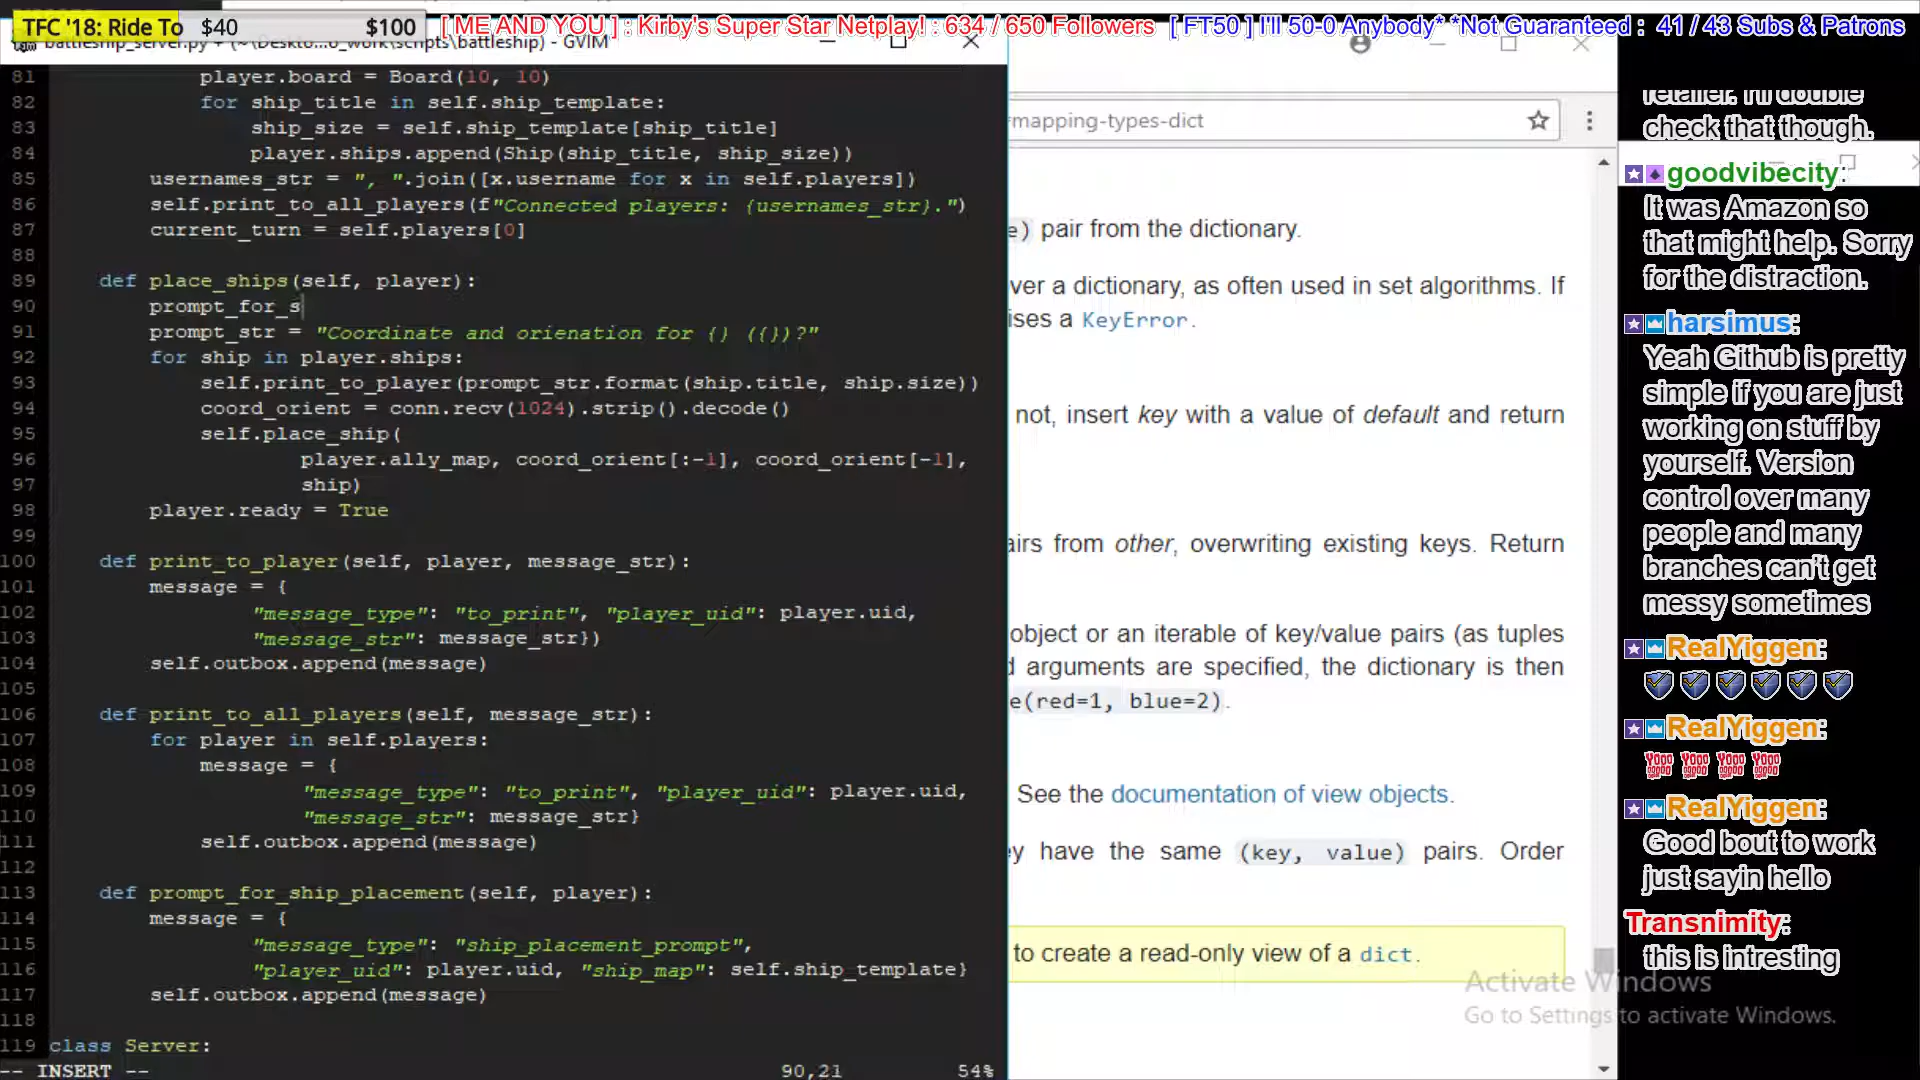 TFC '18: Ride To $40 $100
[ ME AND YOU ] : Kirby's Super Star Netplay! : 634 / 650 Followers [ FT50 ] I'll 50-0 Anybody* *Not Guaranteed : 41 / 43 Subs & Patrons
battleship_server.py + (~\Deskto...o_work\scripts\battleship) - GVIM
81 player.board = Board(10, 10)
82 for ship_title in self.ship_template:
83 ship_size = self.ship_template[ship_title]
84 player.ships.append(Ship(ship_title, ship_size))
85 usernames_str = ", ".join([x.username for x in self.players])
86 self.print_to_all_players(f"Connected players: {usernames_str}.")
87 current_turn = self.players[0]
88
89 def place_ships(self, player):
90 prompt_for_s
91 prompt_str = "Coordinate and orienation for {} ({})?"
92 for ship in player.ships:
93 self.print_to_player(prompt_str.format(ship.title, ship.size))
94 coord_orient = conn.recv(1024).strip().decode()
95 self.place_ship(
96 player.ally_map, coord_orient[:-1], coord_orient[-1],
97 ship)
98 player.ready = True
99
100 def print_to_player(self, player, message_str):
101 message = {
102 "message_type": "to_print", "player_uid": player.uid,
103 "message_str": message_str})
104 self.outbox.append(message)
105
106 def print_to_all_players(self, message_str):
107 for player in self.players:
108 message = {
109 "message_type": "to_print", "player_uid": player.uid,
110 "message_str": message_str}
111 self.outbox.append(message)
112
113 def prompt_for_ship_placement(self, player):
114 message = {
115 "message_type": "ship_placement_prompt",
116 "player_uid": player.uid, "ship_map": self.ship_template}
117 self.outbox.append(message)
118
119 class Server:
-- INSERT -- 90,21 54%
#mapping-types-dict
e) pair from the dictionary.
ver a dictionary, as often used in set algorithms. If
ises a KeyError.
not, insert key with a value of default and return
airs from other, overwriting existing keys. Return
object or an iterable of key/value pairs (as tuples
d arguments are specified, the dictionary is then
e(red=1, blue=2).
See the documentation of view objects.
ey have the same (key, value) pairs. Order
to create a read-only view of a dict.
Activate Windows
Go to Settings to activate Windows.
retailer. I'll double
check that though.
goodvibecity:
It was Amazon so
that might help. Sorry
for the distraction.
harsimus:
Yeah Github is pretty
simple if you are just
working on stuff by
yourself. Version
control over many
people and many
branches can't get
messy sometimes
RealYiggen:
RealYiggen:
RealYiggen:
Good bout to work
just sayin hello
Transnimity:
this is intresting